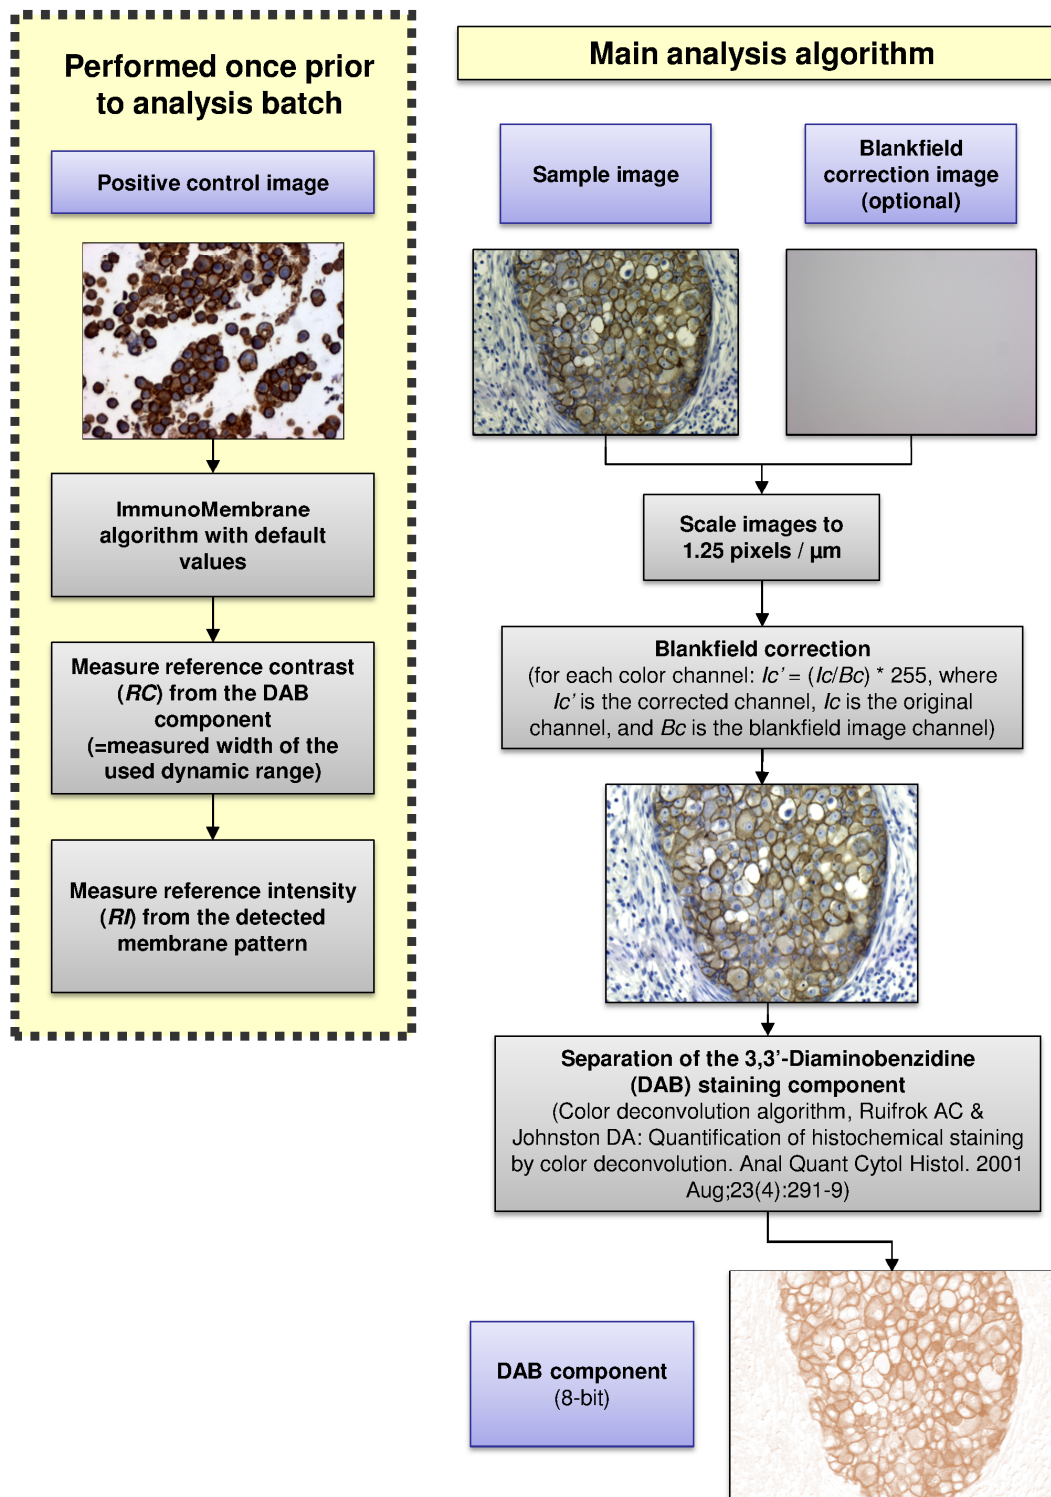 Performed once prior
to analysis batch
Positive control image
ImmunoMembrane
algorithm with default
values
Measure reference contrast
(RC) from the DAB
component
(=measured width of the
used dynamic range)
Measure reference intensity
(RI) from the detected
membrane pattern
Main analysis algorithm
Sample image
Blankfield
correction image
(optional)
Scale images to
1.25 pixels / µm
Blankfield correction
(for each color channel: Ic’ = (Ic/Bc) * 255, where
Ic’ is the corrected channel, Ic is the original
channel, and Bc is the blankfield image channel)
Separation of the 3,3’-Diaminobenzidine
(DAB) staining component
(Color deconvolution algorithm, Ruifrok AC &
Johnston DA: Quantification of histochemical staining
by color deconvolution. Anal Quant Cytol Histol. 2001
Aug;23(4):291-9)
DAB component
(8-bit)